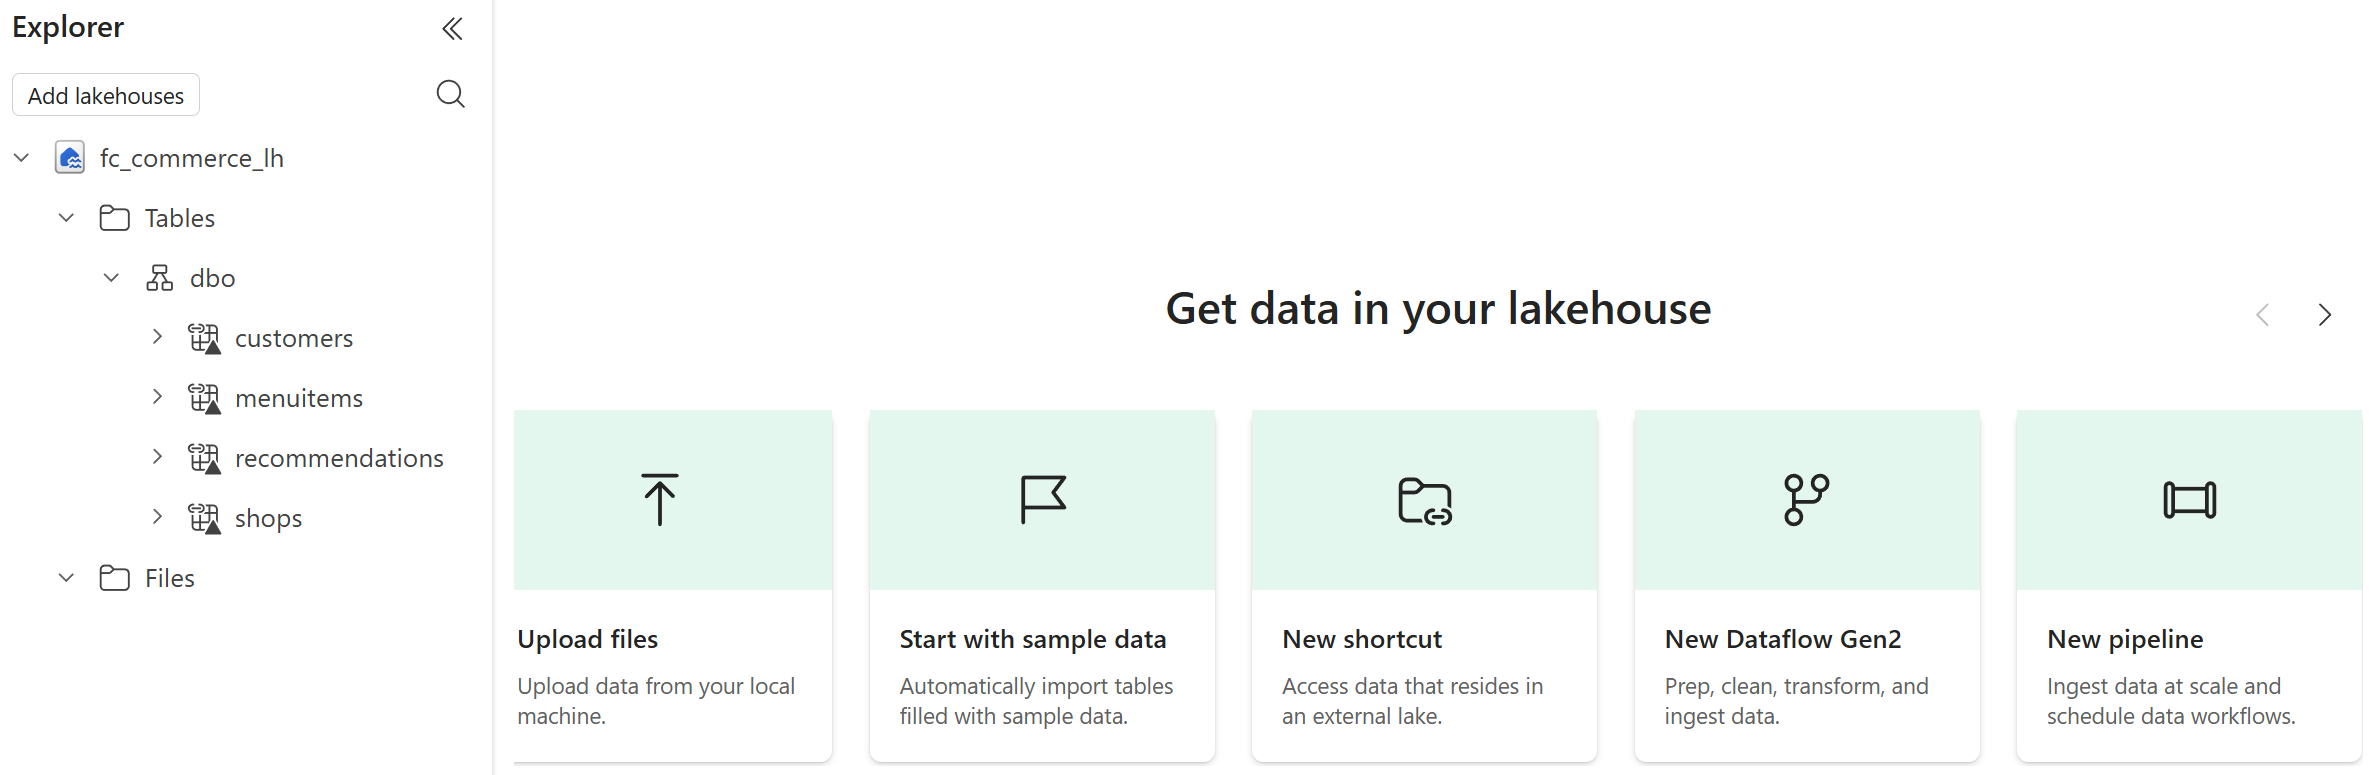 Explorer
Add lakehouses
fc_commerce_lh
Tables
dbo
customers
menuitems
recommendations
shops
Files
Get data in your lakehouse
Upload files
Upload data from your local
machine.
Start with sample data
Automatically import tables
filled with sample data.
New shortcut
Access data that resides in
an external lake.
New Dataflow Gen2
Prep, clean, transform, and
ingest data.
New pipeline
Ingest data at scale and
schedule data workflows.